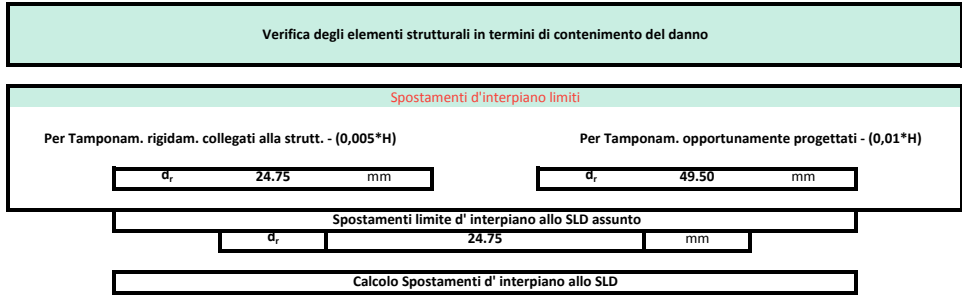 Verifica degli elementi strutturali in termini di contenimento del danno
Spostamenti d'interpiano limiti
Per Tamponam. rigidam. collegati alla strutt. - (0,005*H)
Per Tamponam. opportunamente progettati - (0,01*H)
dr 24.75 mm
dr 49.50 mm
Spostamenti limite d' interpiano allo SLD assunto
dr 24.75 mm
Calcolo Spostamenti d' interpiano allo SLD